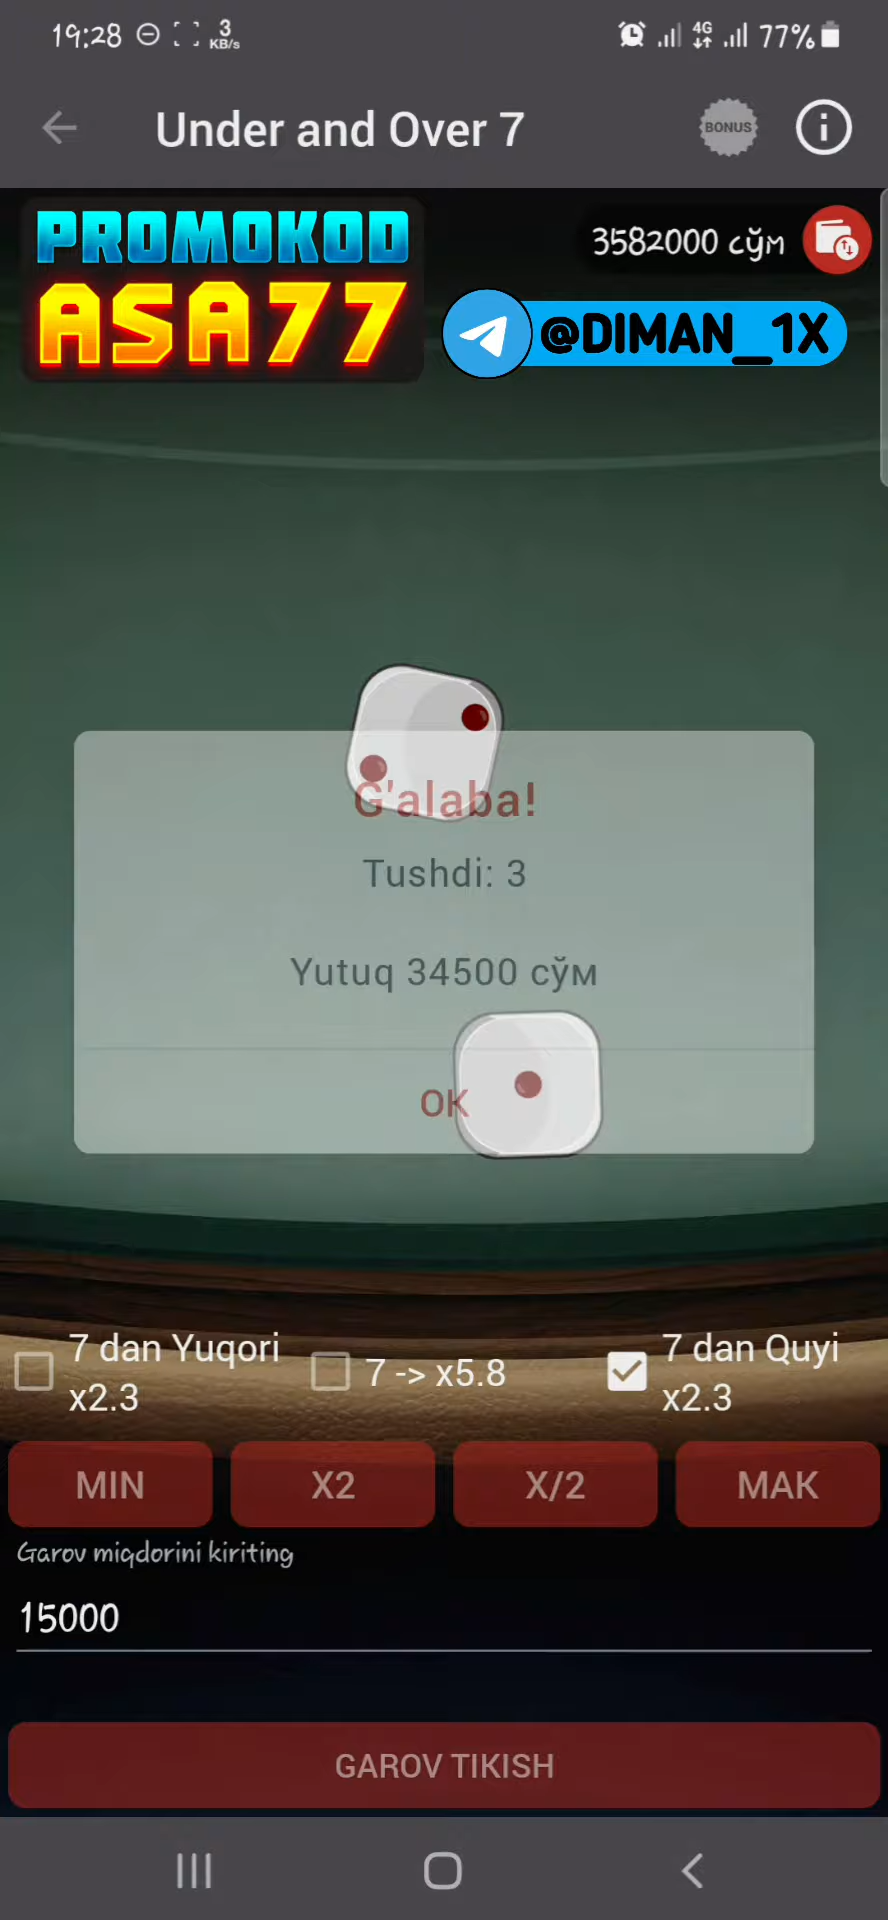 19:28 3 KB/s 4G 77%
Under and Over 7 BONUS
PROMOKOD
ASA77
3582000 сўм
@DIMAN_1X
G'alaba!
Tushdi: 3
Yutuq 34500 сўм
OK
7 dan Yuqori
x2.3
7 -> x5.8
7 dan Quyi
x2.3
MIN X2 X/2 MAK
Garov miqdorini kiriting
15000
GAROV TIKISH